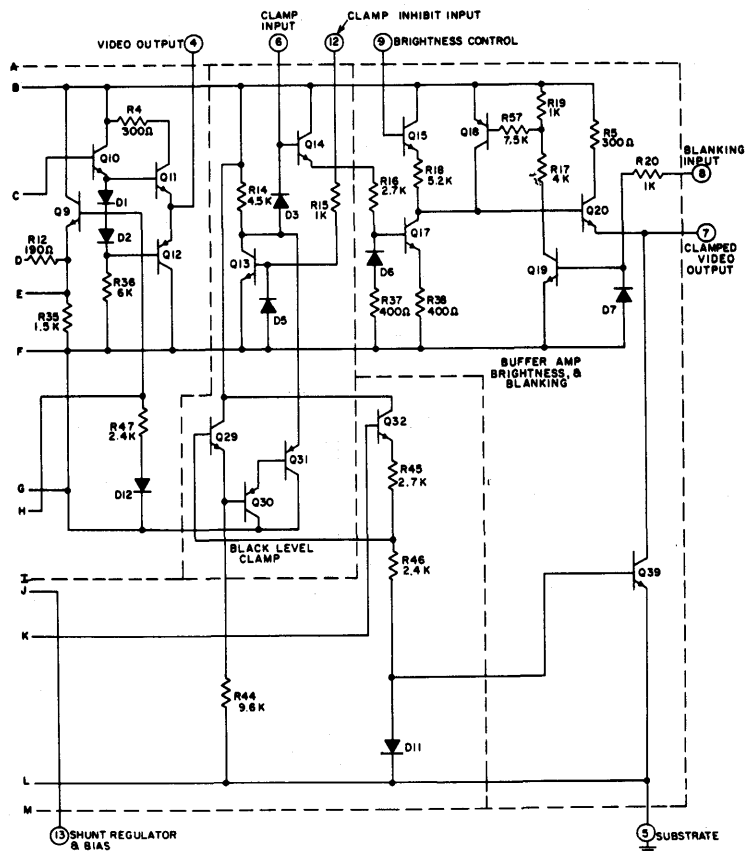 CLAMP INPUT
CLAMP INHIBIT INPUT
VIDEO OUTPUT 4
6
12
9 BRIGHTNESS CONTROL
A
B
R4
300Ω
Q14
Q15
Q18
R57
7.5K
R19
1K
R5
300Ω
BLANKING INPUT
Q10
Q11
R18
5.2K
R17
4K
R20
1K
8
C
D1
R14
4.5K
D3
R15
1K
R16
2.7K
Q9
Q17
Q20
7
CLAMPED VIDEO OUTPUT
D2
Q12
Q13
D6
Q19
D
R12
190Ω
R36
6K
D7
E
R35
1.5K
D5
R37
400Ω
R38
400Ω
F
BUFFER AMP BRIGHTNESS, & BLANKING
R47
2.4K
Q29
Q32
Q31
R45
2.7K
G
H
D12
Q30
BLACK LEVEL CLAMP
R46
2.4K
I
J
Q39
K
R44
9.6K
D11
L
M
13 SHUNT REGULATOR & BIAS
5 SUBSTRATE